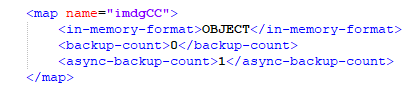 <map name="imdgCC">
<in-memory-format>OBJECT</in-memory-format>
<backup-count>0</backup-count>
<async-backup-count>1</async-backup-count>
</map>